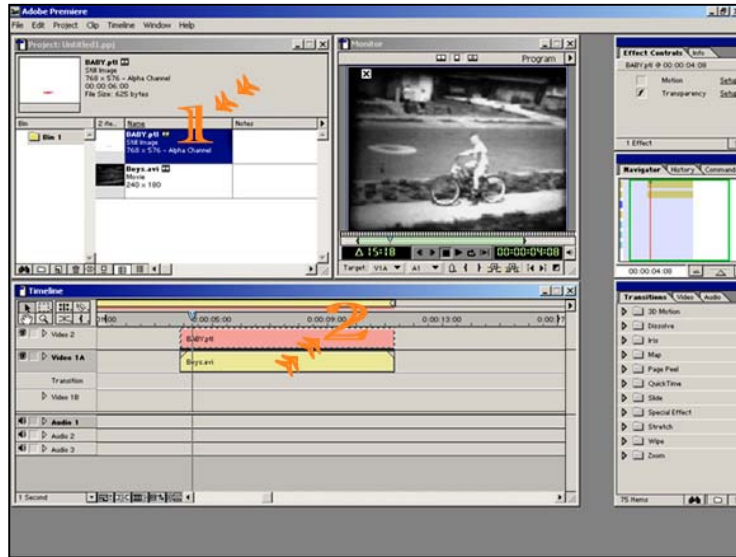 Adobe Premiere
File Edit Project Clip Timeline Window Help
Project: Untitled1.ppj
BABY.ptl
Still Image
768 x 576 - Alpha Channel
00:00:06:00
File Size: 625 bytes
Bin
Name
Notes
Bin 1
BABY.ptl
Still Image
768 x 576 - Alpha Channel
Boys.avi
Movie
240 x 180
1
Monitor
Program
Δ 15:18
00:00:04:08
Target: V1A
A1
Effect Controls Info
BABY.ptl @ 00:00:04:08
Motion
Transparency
1 Effect
Navigator History
00:00:04:08
Transitions Video Audio
3D Motion
Dissolve
Iris
Map
Page Peel
QuickTime
Slide
Special Effect
Stretch
Wipe
Zoom
75 Items
Timeline
0:00:05:00
0:00:09:00
0:00:13:00
Video 2
BABY.ptl
2
Video 1A
Boys.avi
Transition
Video 1B
Audio 1
Audio 2
Audio 3
1 Second